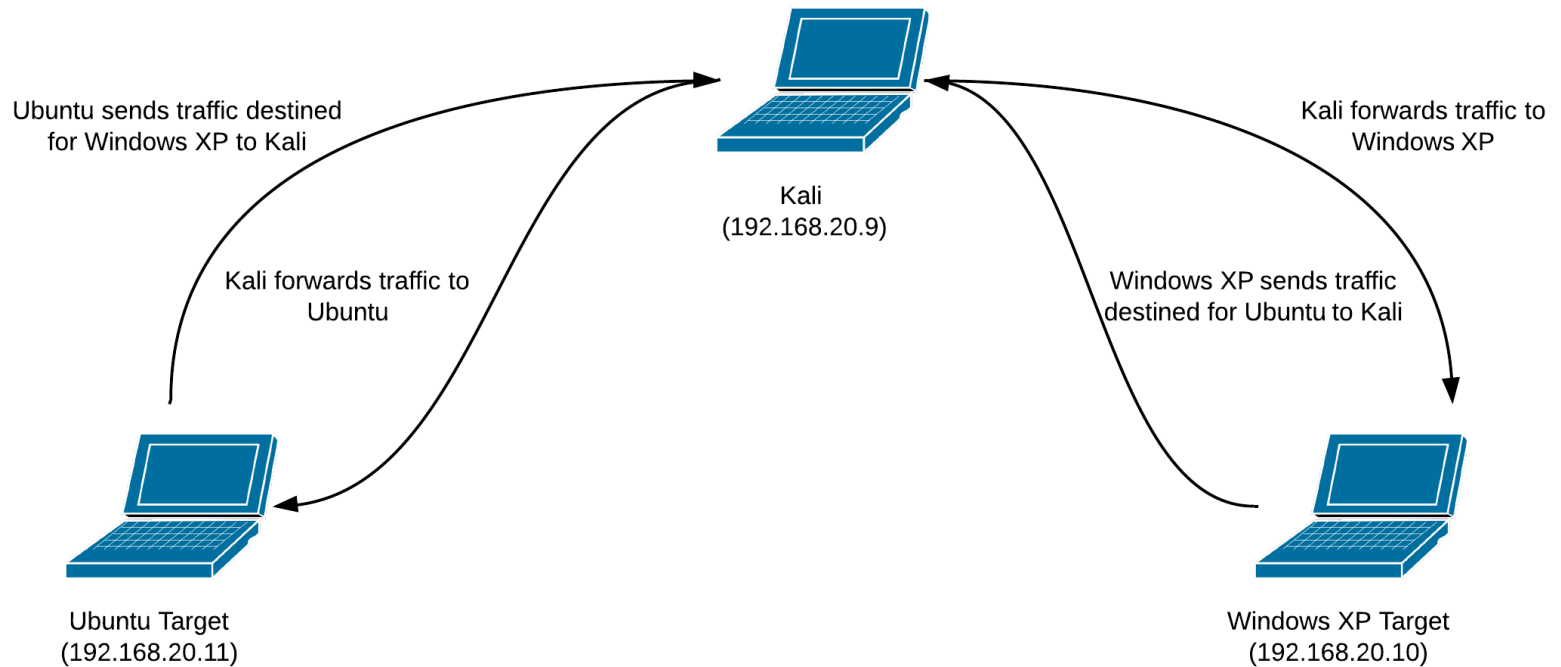 Ubuntu sends traffic destined
for Windows XP to Kali
Kali forwards traffic to
Windows XP
Kali
(192.168.20.9)
Kali forwards traffic to
Ubuntu
Windows XP sends traffic
destined for Ubuntu to Kali
Ubuntu Target
(192.168.20.11)
Windows XP Target
(192.168.20.10)